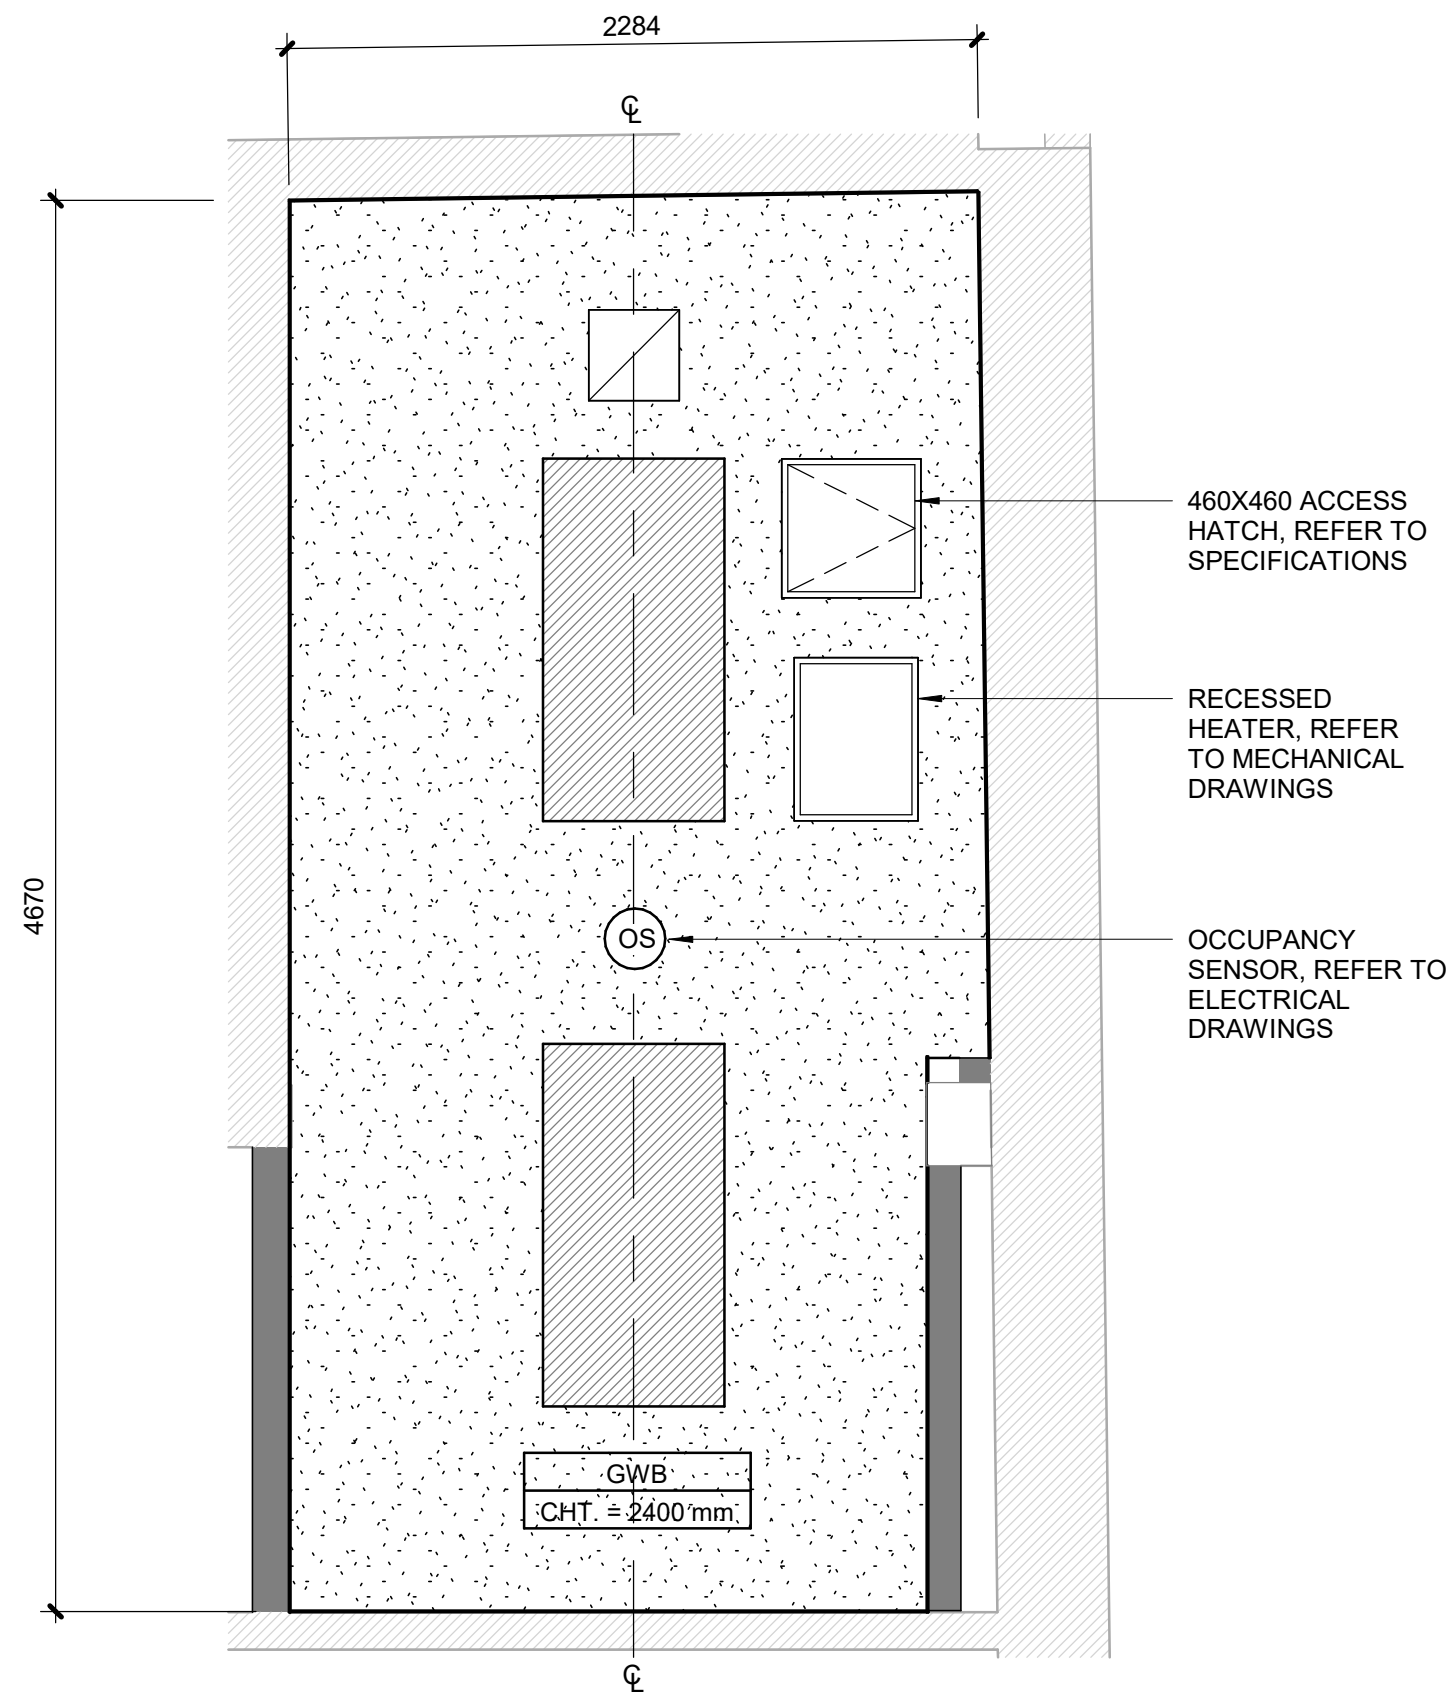 2284
℄
460X460 ACCESS
HATCH, REFER TO
SPECIFICATIONS
RECESSED
HEATER, REFER
TO MECHANICAL
DRAWINGS
4670
OS
OCCUPANCY
SENSOR, REFER TO
ELECTRICAL
DRAWINGS
GWB
CHT. = 2400 mm
℄